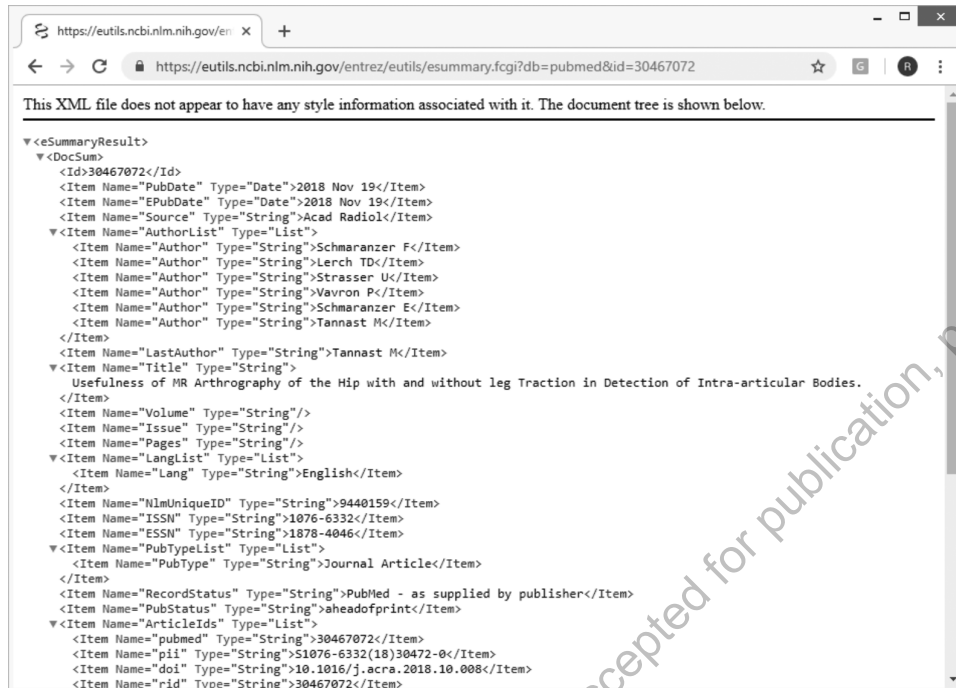 https://eutils.ncbi.nlm.nih.gov/en
https://eutils.ncbi.nlm.nih.gov/entrez/eutils/esummary.fcgi?db=pubmed&id=30467072
G
R
This XML file does not appear to have any style information associated with it. The document tree is shown below.
▼<eSummaryResult>
▼<DocSum>
<Id>30467072</Id>
<Item Name="PubDate" Type="Date">2018 Nov 19</Item>
<Item Name="EPubDate" Type="Date">2018 Nov 19</Item>
<Item Name="Source" Type="String">Acad Radiol</Item>
▼<Item Name="AuthorList" Type="List">
<Item Name="Author" Type="String">Schmaranzer F</Item>
<Item Name="Author" Type="String">Lerch TD</Item>
<Item Name="Author" Type="String">Strasser U</Item>
<Item Name="Author" Type="String">Vavron P</Item>
<Item Name="Author" Type="String">Schmaranzer E</Item>
<Item Name="Author" Type="String">Tannast M</Item>
</Item>
<Item Name="LastAuthor" Type="String">Tannast M</Item>
▼<Item Name="Title" Type="String">
Usefulness of MR Arthrography of the Hip with and without leg Traction in Detection of Intra-articular Bodies.
</Item>
<Item Name="Volume" Type="String"/>
<Item Name="Issue" Type="String"/>
<Item Name="Pages" Type="String"/>
▼<Item Name="LangList" Type="List">
<Item Name="Lang" Type="String">English</Item>
</Item>
<Item Name="NlmUniqueID" Type="String">9440159</Item>
<Item Name="ISSN" Type="String">1076-6332</Item>
<Item Name="ESSN" Type="String">1878-4046</Item>
▼<Item Name="PubTypeList" Type="List">
<Item Name="PubType" Type="String">Journal Article</Item>
</Item>
<Item Name="RecordStatus" Type="String">PubMed - as supplied by publisher</Item>
<Item Name="PubStatus" Type="String">aheadofprint</Item>
▼<Item Name="ArticleIds" Type="List">
<Item Name="pubmed" Type="String">30467072</Item>
<Item Name="pii" Type="String">S1076-6332(18)30472-0</Item>
<Item Name="doi" Type="String">10.1016/j.acra.2018.10.008</Item>
<Item Name="rid" Type="String">30467072</Item>
ccepted for publication, p